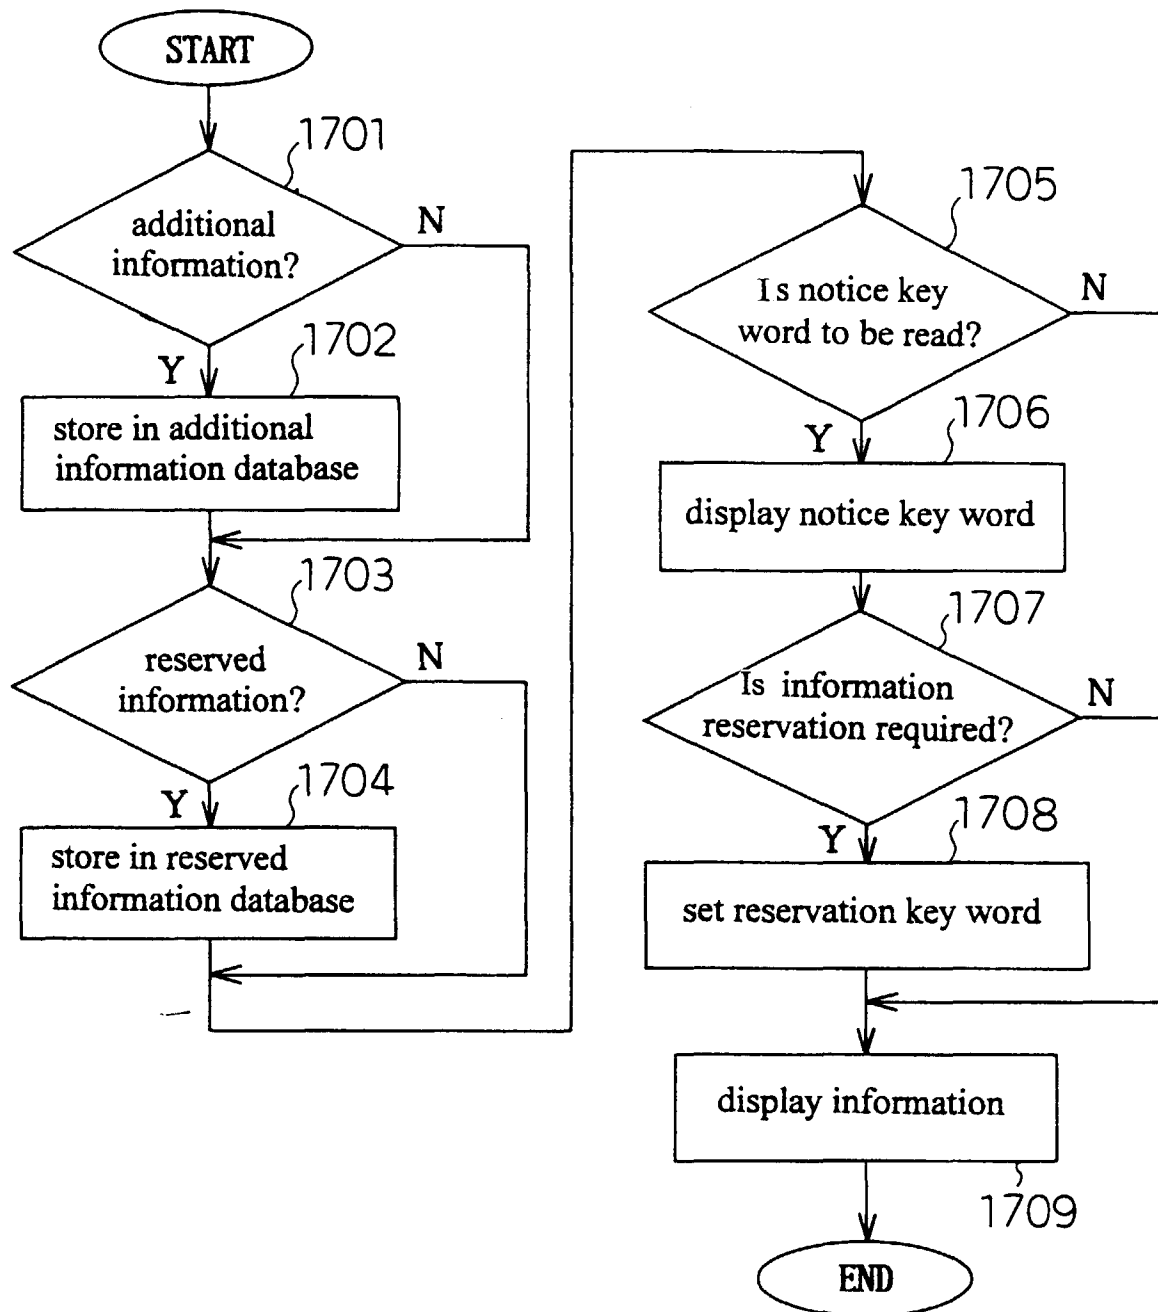 START
1701
additional
information?
N
Y
1702
store in additional
information database
1703
reserved
information?
N
Y
1704
store in reserved
information database
1705
Is notice key
word to be read?
N
Y
1706
display notice key word
1707
Is information
reservation required?
N
Y
1708
set reservation key word
display information
1709
END